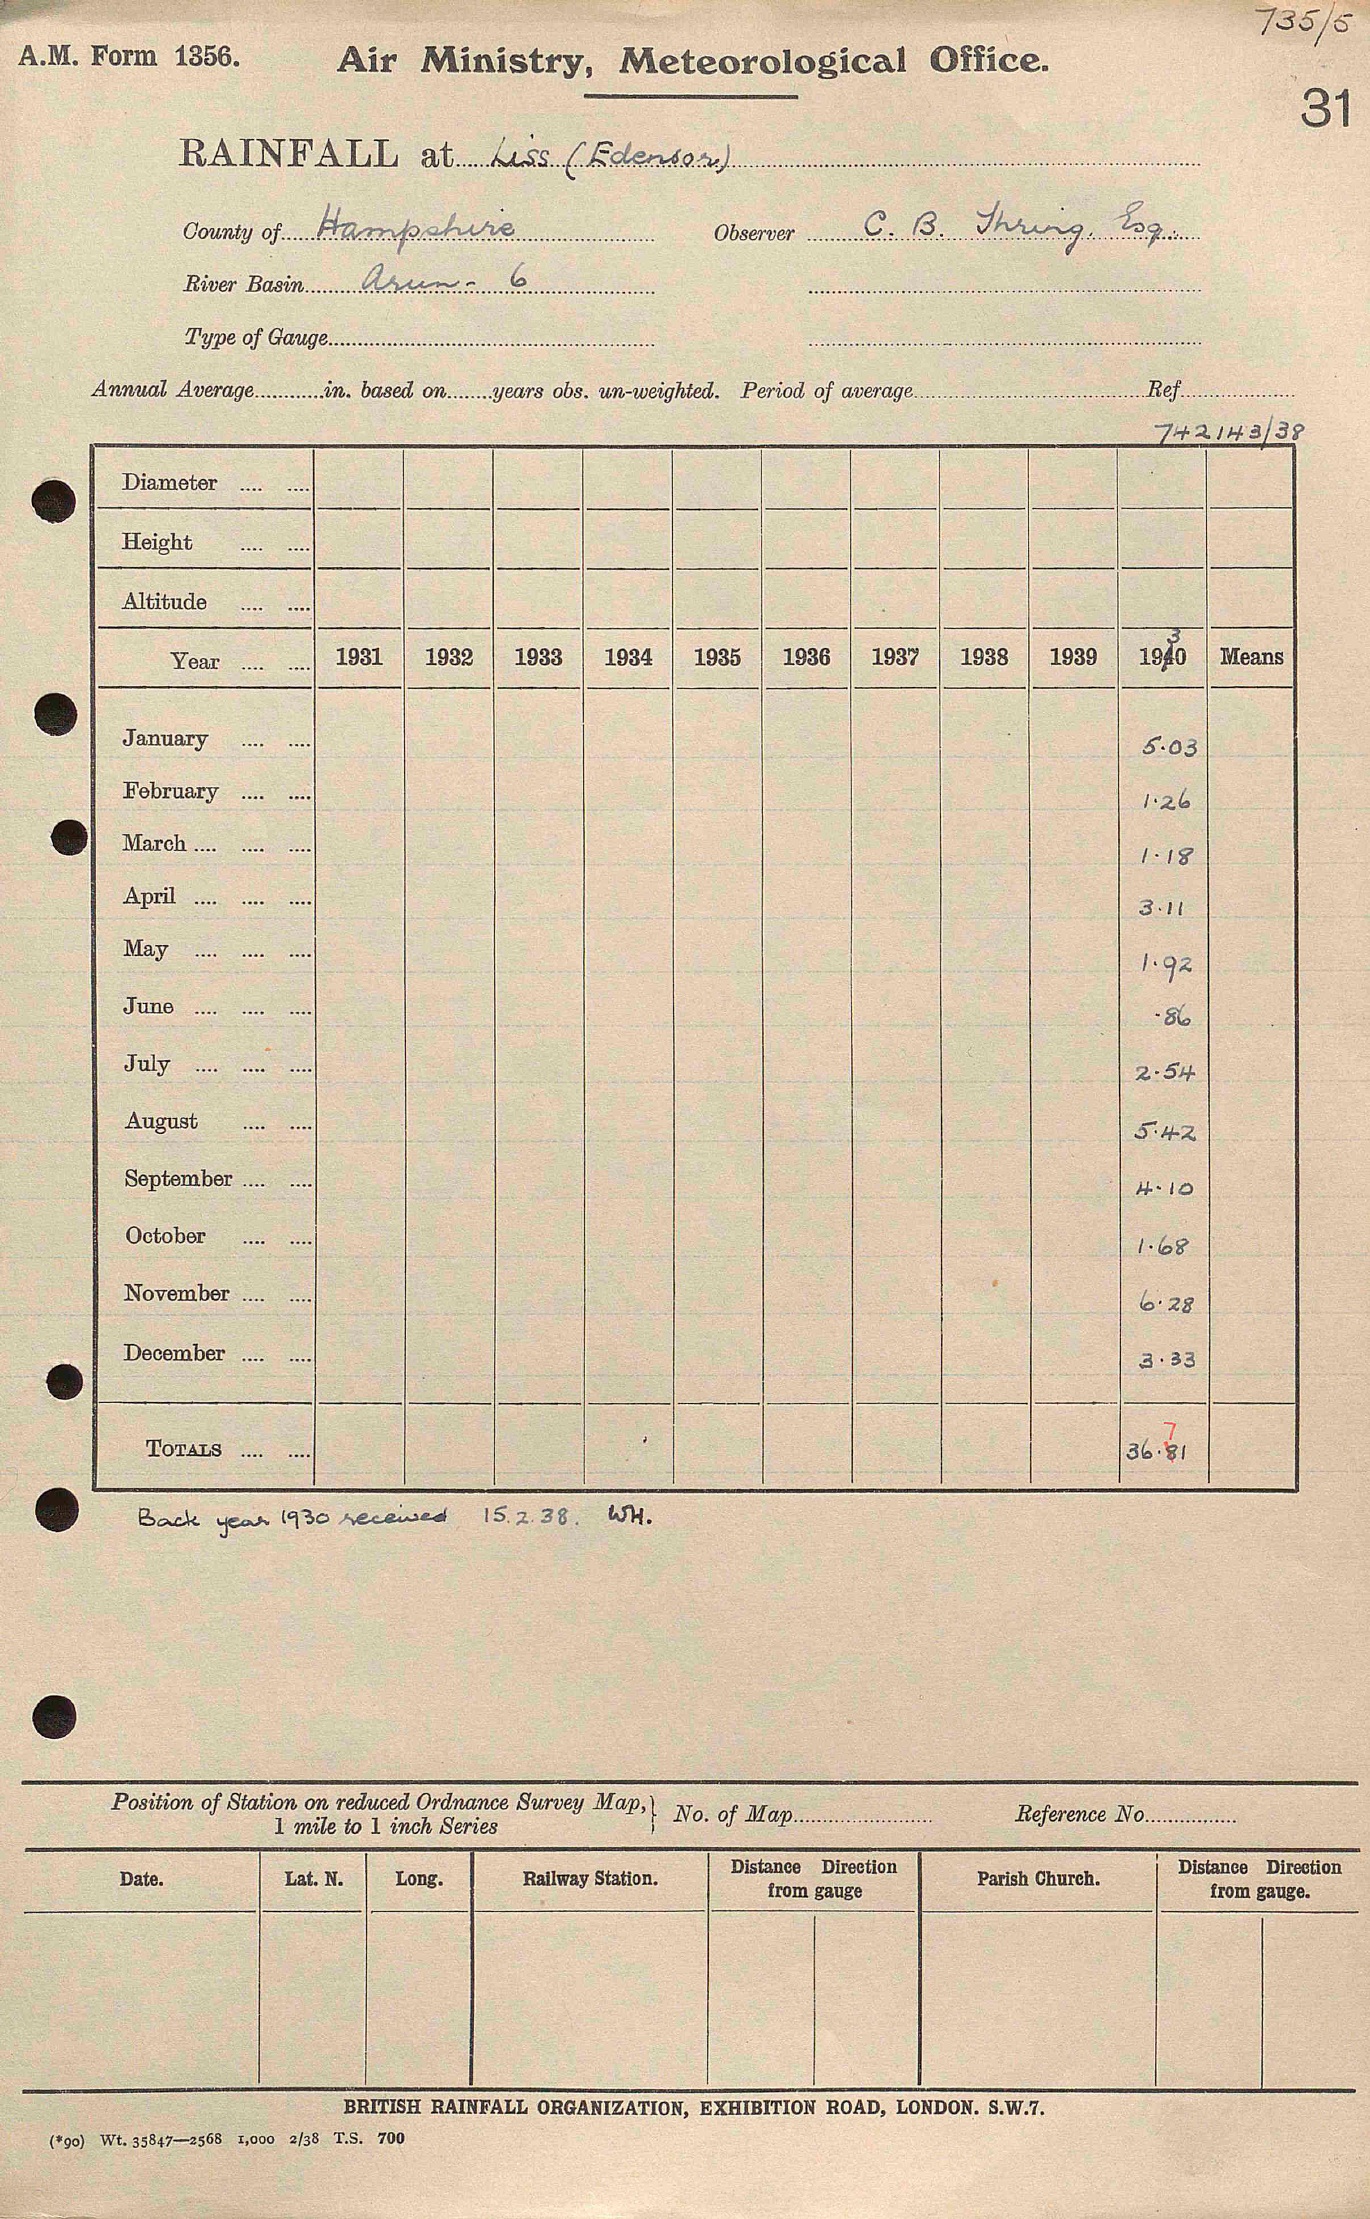 735/5
A.M. Form 1356. Air Ministry, Meteorological Office.
31
RAINFALL at Liss (Edensor)
County of Hampshire Observer C. B. Thring. Esq.
River Basin Arun - 6
Type of Gauge
Annual Average in. based on years obs. un-weighted. Period of average Ref.
742143/38
Diameter
Height
Altitude
3
Year 1931 1932 1933 1934 1935 1936 1937 1938 1939 1940 Means
January 5.03
February 1.26
March 1.18
April 3.11
May 1.92
June .86
July 2.54
August 5.42
September 4.10
October 1.68
November 6.28
December 3.33
7
TOTALS 36.81
Back year 1930 received 15.2.38. WH.
Position of Station on reduced Ordnance Survey Map, } No. of Map Reference No.
1 mile to 1 inch Series
Date. Lat. N. Long. Railway Station. Distance Direction Parish Church. Distance Direction
from gauge from gauge.
BRITISH RAINFALL ORGANIZATION, EXHIBITION ROAD, LONDON. S.W.7.
(*90) Wt. 35847—2568 1,000 2/38 T.S. 700